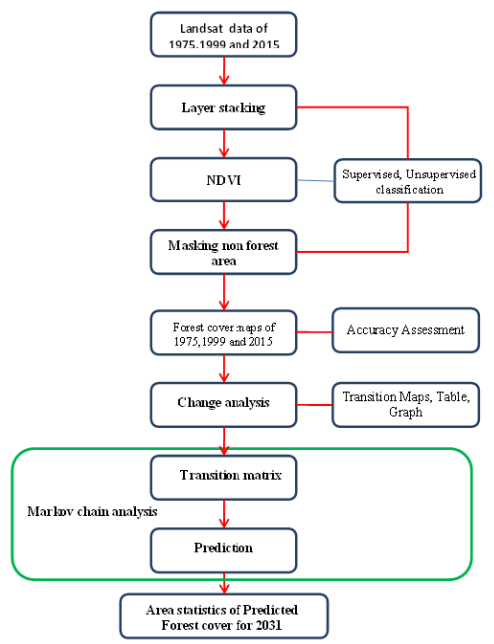 Landsat data of
1975,1999 and 2015
Layer stacking
NDVI
Supervised, Unsupervised
classification
Masking non forest
area
Forest cover maps of
1975,1999 and 2015
Accuracy Assessment
Change analysis
Transition Maps, Table,
Graph
Transition matrix
Markov chain analysis
Prediction
Area statistics of Predicted
Forest cover for 2031